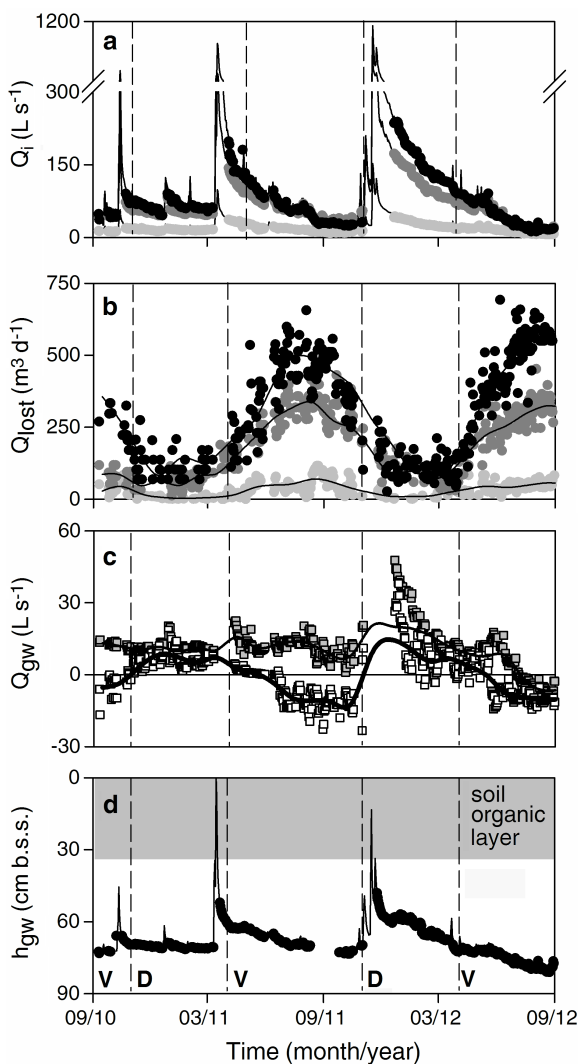 1200
a
300
150
0
Qi (L s-1)
750
b
500
250
0
Qlost (m3 d-1)
60
c
30
0
-30
Qgw (L s-1)
0
d
soil
organic
layer
30
60
90
hgw (cm b.s.s.)
V D V D V
09/10 03/11 09/11 03/12 09/12
Time (month/year)